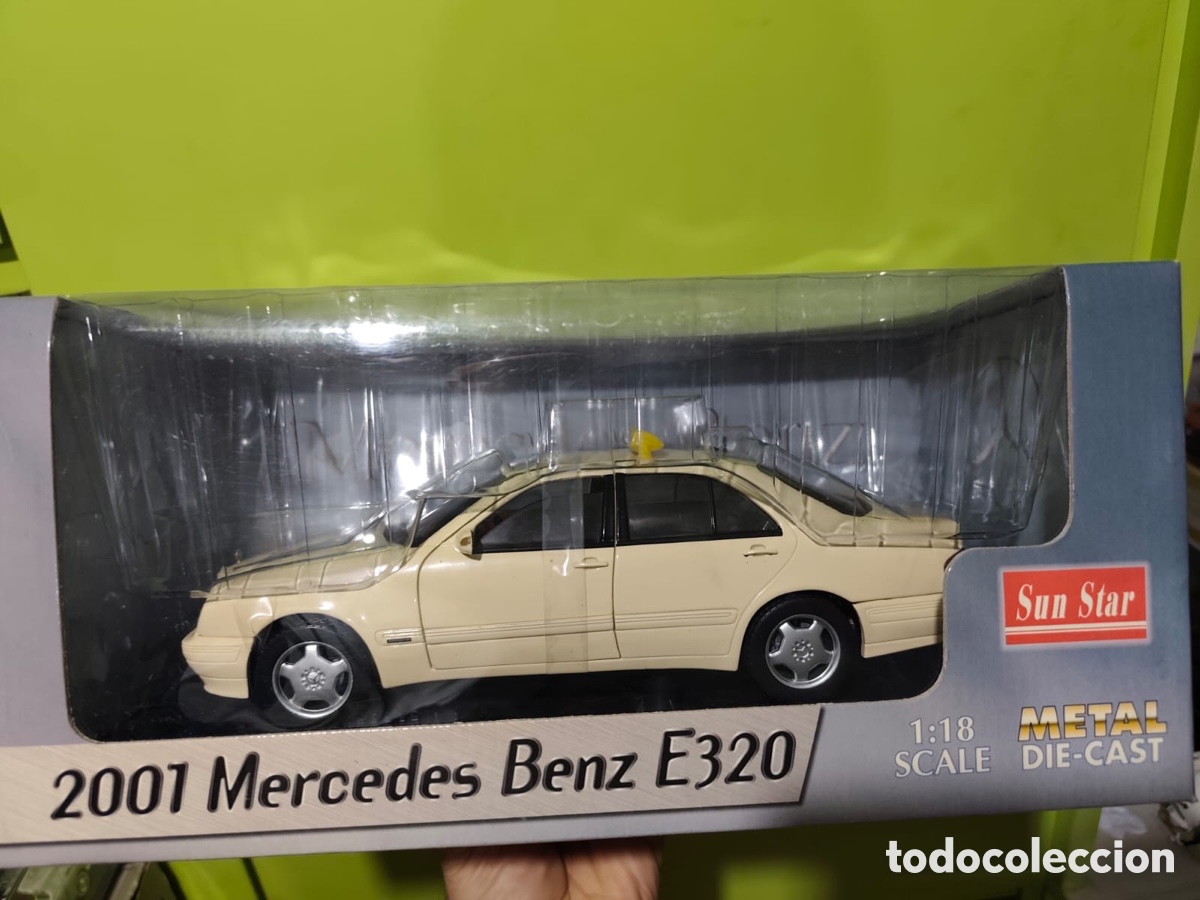 Sun Star
1:18
SCALE
METAL
DIE-CAST
2001 Mercedes Benz E320
todocoleccion